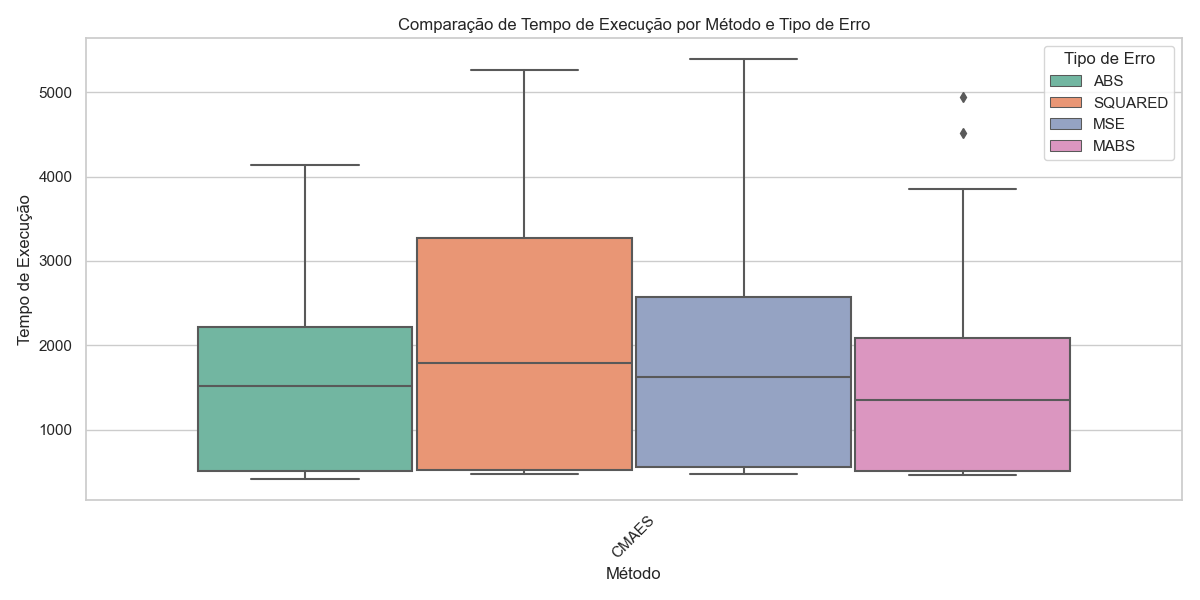 Comparação de Tempo de Execução por Método e Tipo de Erro
Tipo de Erro
ABS
SQUARED
MSE
MABS
Tempo de Execução
5000
4000
3000
2000
1000
CMAES
Método